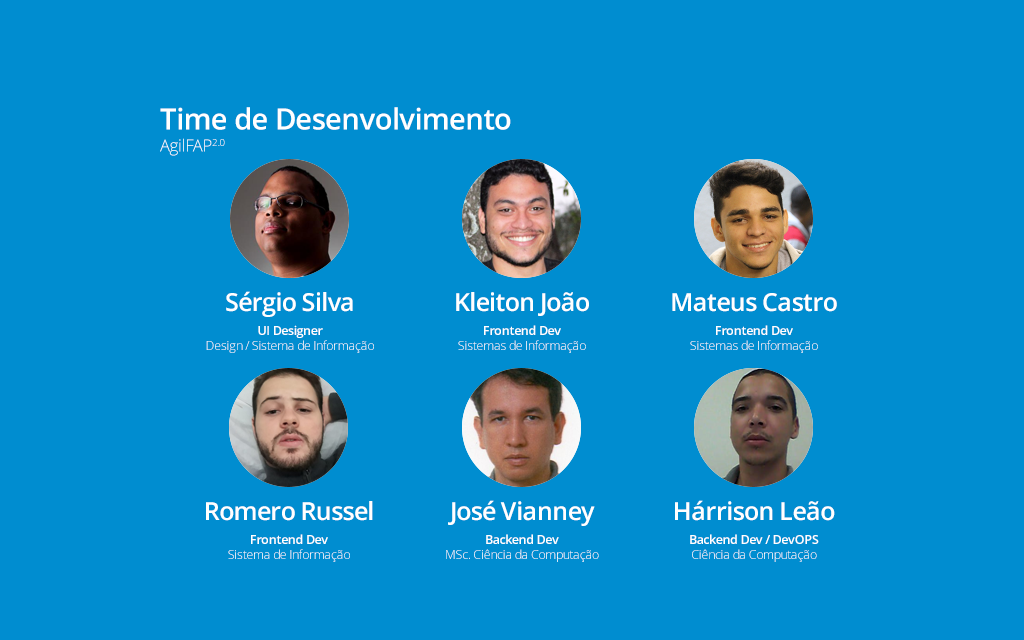 Time de Desenvolvimento
AgilFAP2.0
Sérgio Silva
UI Designer
Design / Sistema de Informação
Kleiton João
Frontend Dev
Sistemas de Informação
Mateus Castro
Frontend Dev
Sistemas de Informação
Romero Russel
Frontend Dev
Sistema de Informação
José Vianney
Backend Dev
MSc. Ciência da Computação
Hárrison Leão
Backend Dev / DevOPS
Ciência da Computação